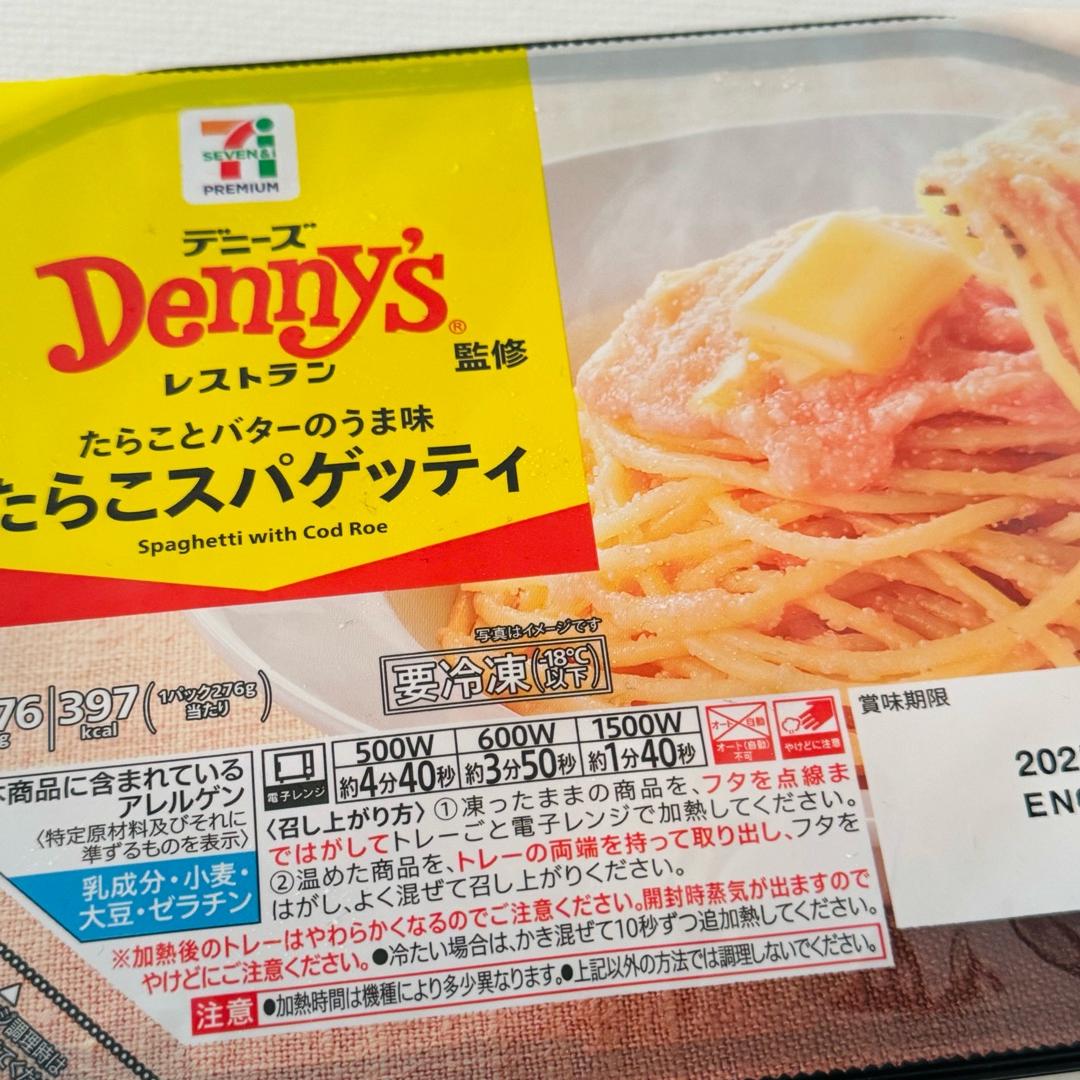 7i
SEVEN&i
PREMIUM
デニーズ
Denny's®
レストラン
監修
たらことバターのうま味
たらこスパゲッティ
Spaghetti with Cod Roe
写真はイメージです
要冷凍(-18℃以下)
76g 397kcal (1パック276g当たり)
電子レンジ
500W 600W 1500W
約4分40秒 約3分50秒 約1分40秒
オート(自動)不可
やけどに注意
賞味期限
202
EN
本商品に含まれている
アレルゲン
〈特定原材料及びそれに
準ずるものを表示〉
乳成分・小麦・
大豆・ゼラチン
〈召し上がり方〉①凍ったままの商品を、フタを点線ま
ではがしてトレーごと電子レンジで加熱してください。
②温めた商品を、トレーの両端を持って取り出し、フタを
はがし、よく混ぜて召し上がりください。
※加熱後のトレーはやわらかくなるのでご注意ください。開封時蒸気が出ますので
やけどにご注意ください。●冷たい場合は、かき混ぜて10秒ずつ追加熱してください。
注意 ●加熱時間は機種により多少異なります。●上記以外の方法では調理しないでください。
調理時は